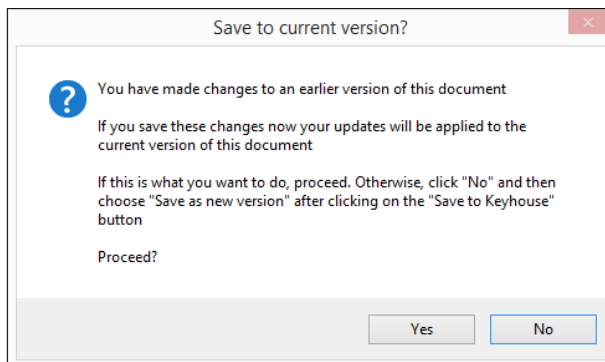 Save to current version?
You have made changes to an earlier version of this document
If you save these changes now your updates will be applied to the
current version of this document
If this is what you want to do, proceed. Otherwise, click "No" and then
choose "Save as new version" after clicking on the "Save to Keyhouse"
button
Proceed?
Yes
No